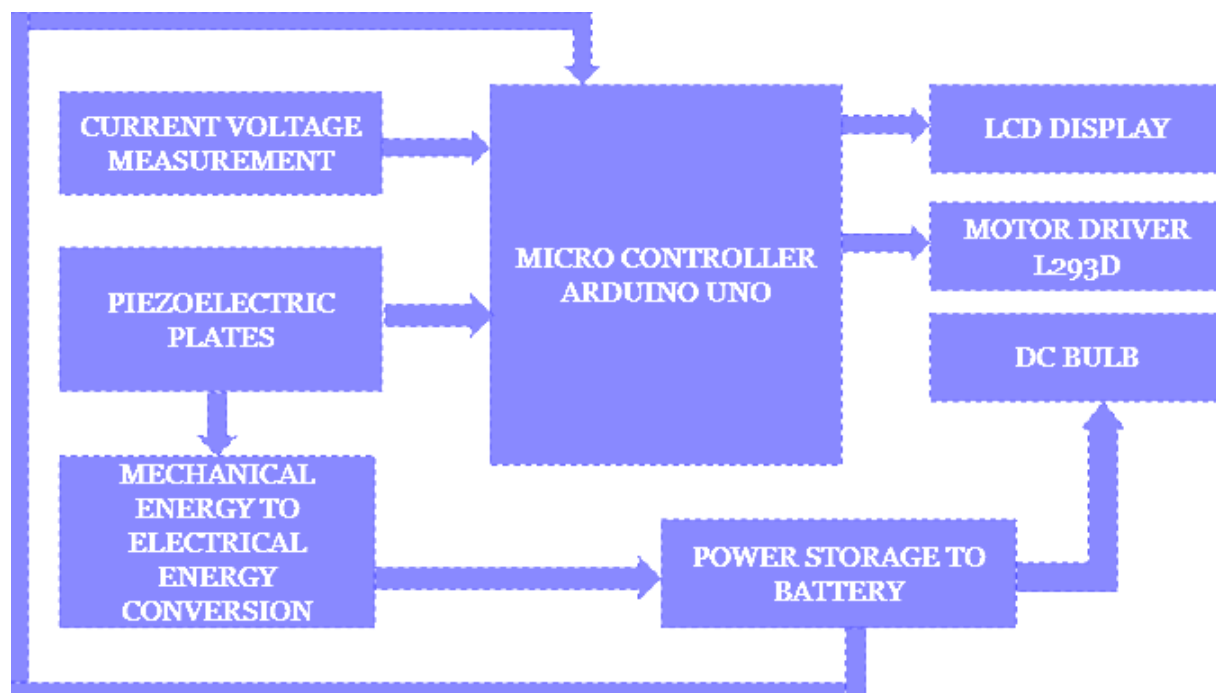 CURRENT VOLTAGE
MEASUREMENT
PIEZOELECTRIC
PLATES
MECHANICAL
ENERGY TO
ELECTRICAL
ENERGY
CONVERSION
MICRO CONTROLLER
ARDUINO UNO
LCD DISPLAY
MOTOR DRIVER
L293D
DC BULB
POWER STORAGE TO
BATTERY